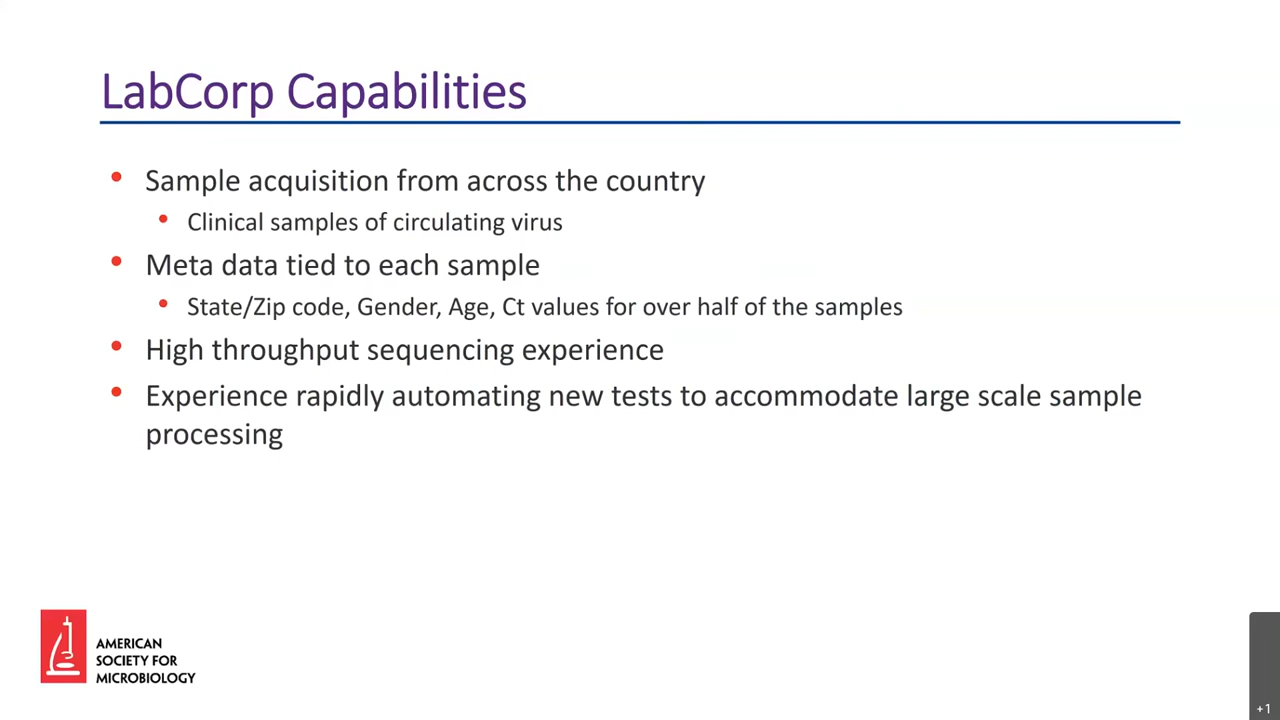 LabCorp Capabilities
• Sample acquisition from across the country
• Clinical samples of circulating virus
• Meta data tied to each sample
• State/Zip code, Gender, Age, Ct values for over half of the samples
• High throughput sequencing experience
• Experience rapidly automating new tests to accommodate large scale sample
processing
AMERICAN
SOCIETY FOR
MICROBIOLOGY
+1